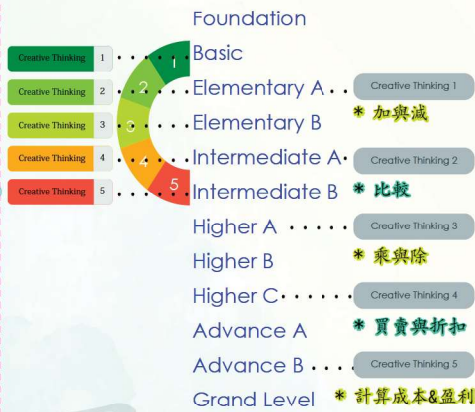 Foundation
Creative Thinking 1 1 Basic
Creative Thinking 2 2 Elementary A Creative Thinking 1
* 加與減
Creative Thinking 3 3 Elementary B
Creative Thinking 4 4 Intermediate A Creative Thinking 2
Creative Thinking 5 5 Intermediate B * 比較
Higher A Creative Thinking 3
Higher B * 乘與除
Higher C Creative Thinking 4
Advance A * 買賣與折扣
Advance B Creative Thinking 5
Grand Level * 計算成本&盈利